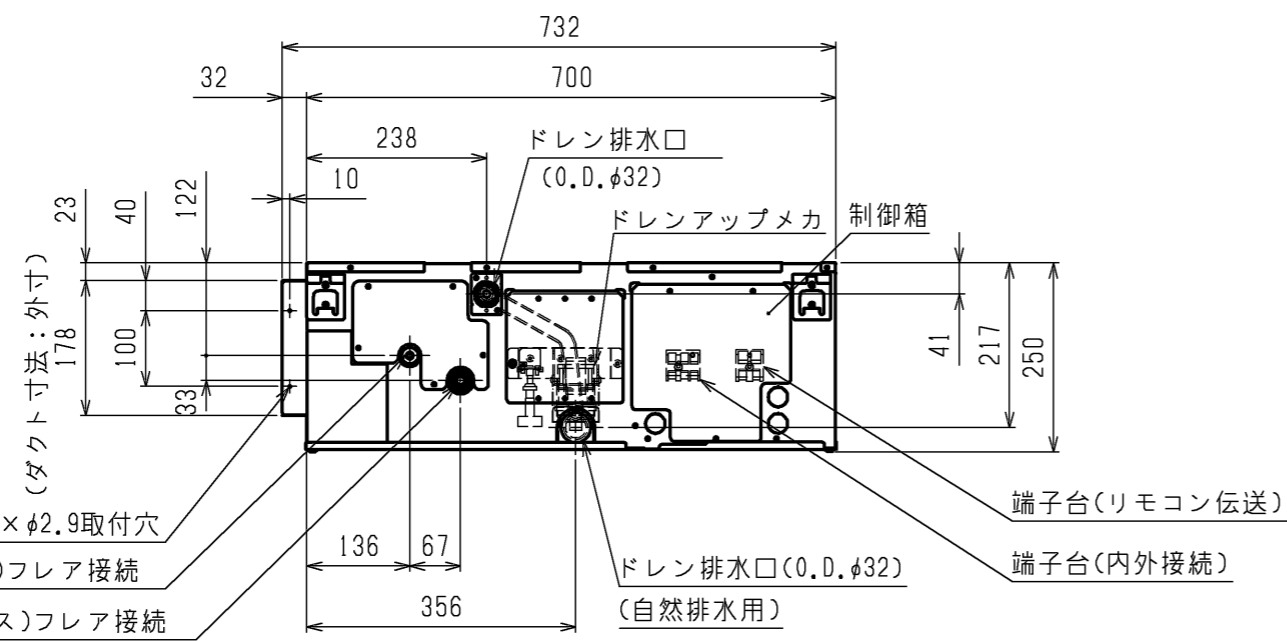 732
32
700
238
ドレン排水口
(O.D.φ32)
10
23
40
122
ドレンアップメカ
制御箱
(ダクト寸法:外寸)
178
100
33
41
217
250
×φ2.9取付穴
136
67
)フレア接続
ス)フレア接続
356
ドレン排水口(O.D.φ32)
(自然排水用)
端子台(リモコン伝送)
端子台(内外接続)